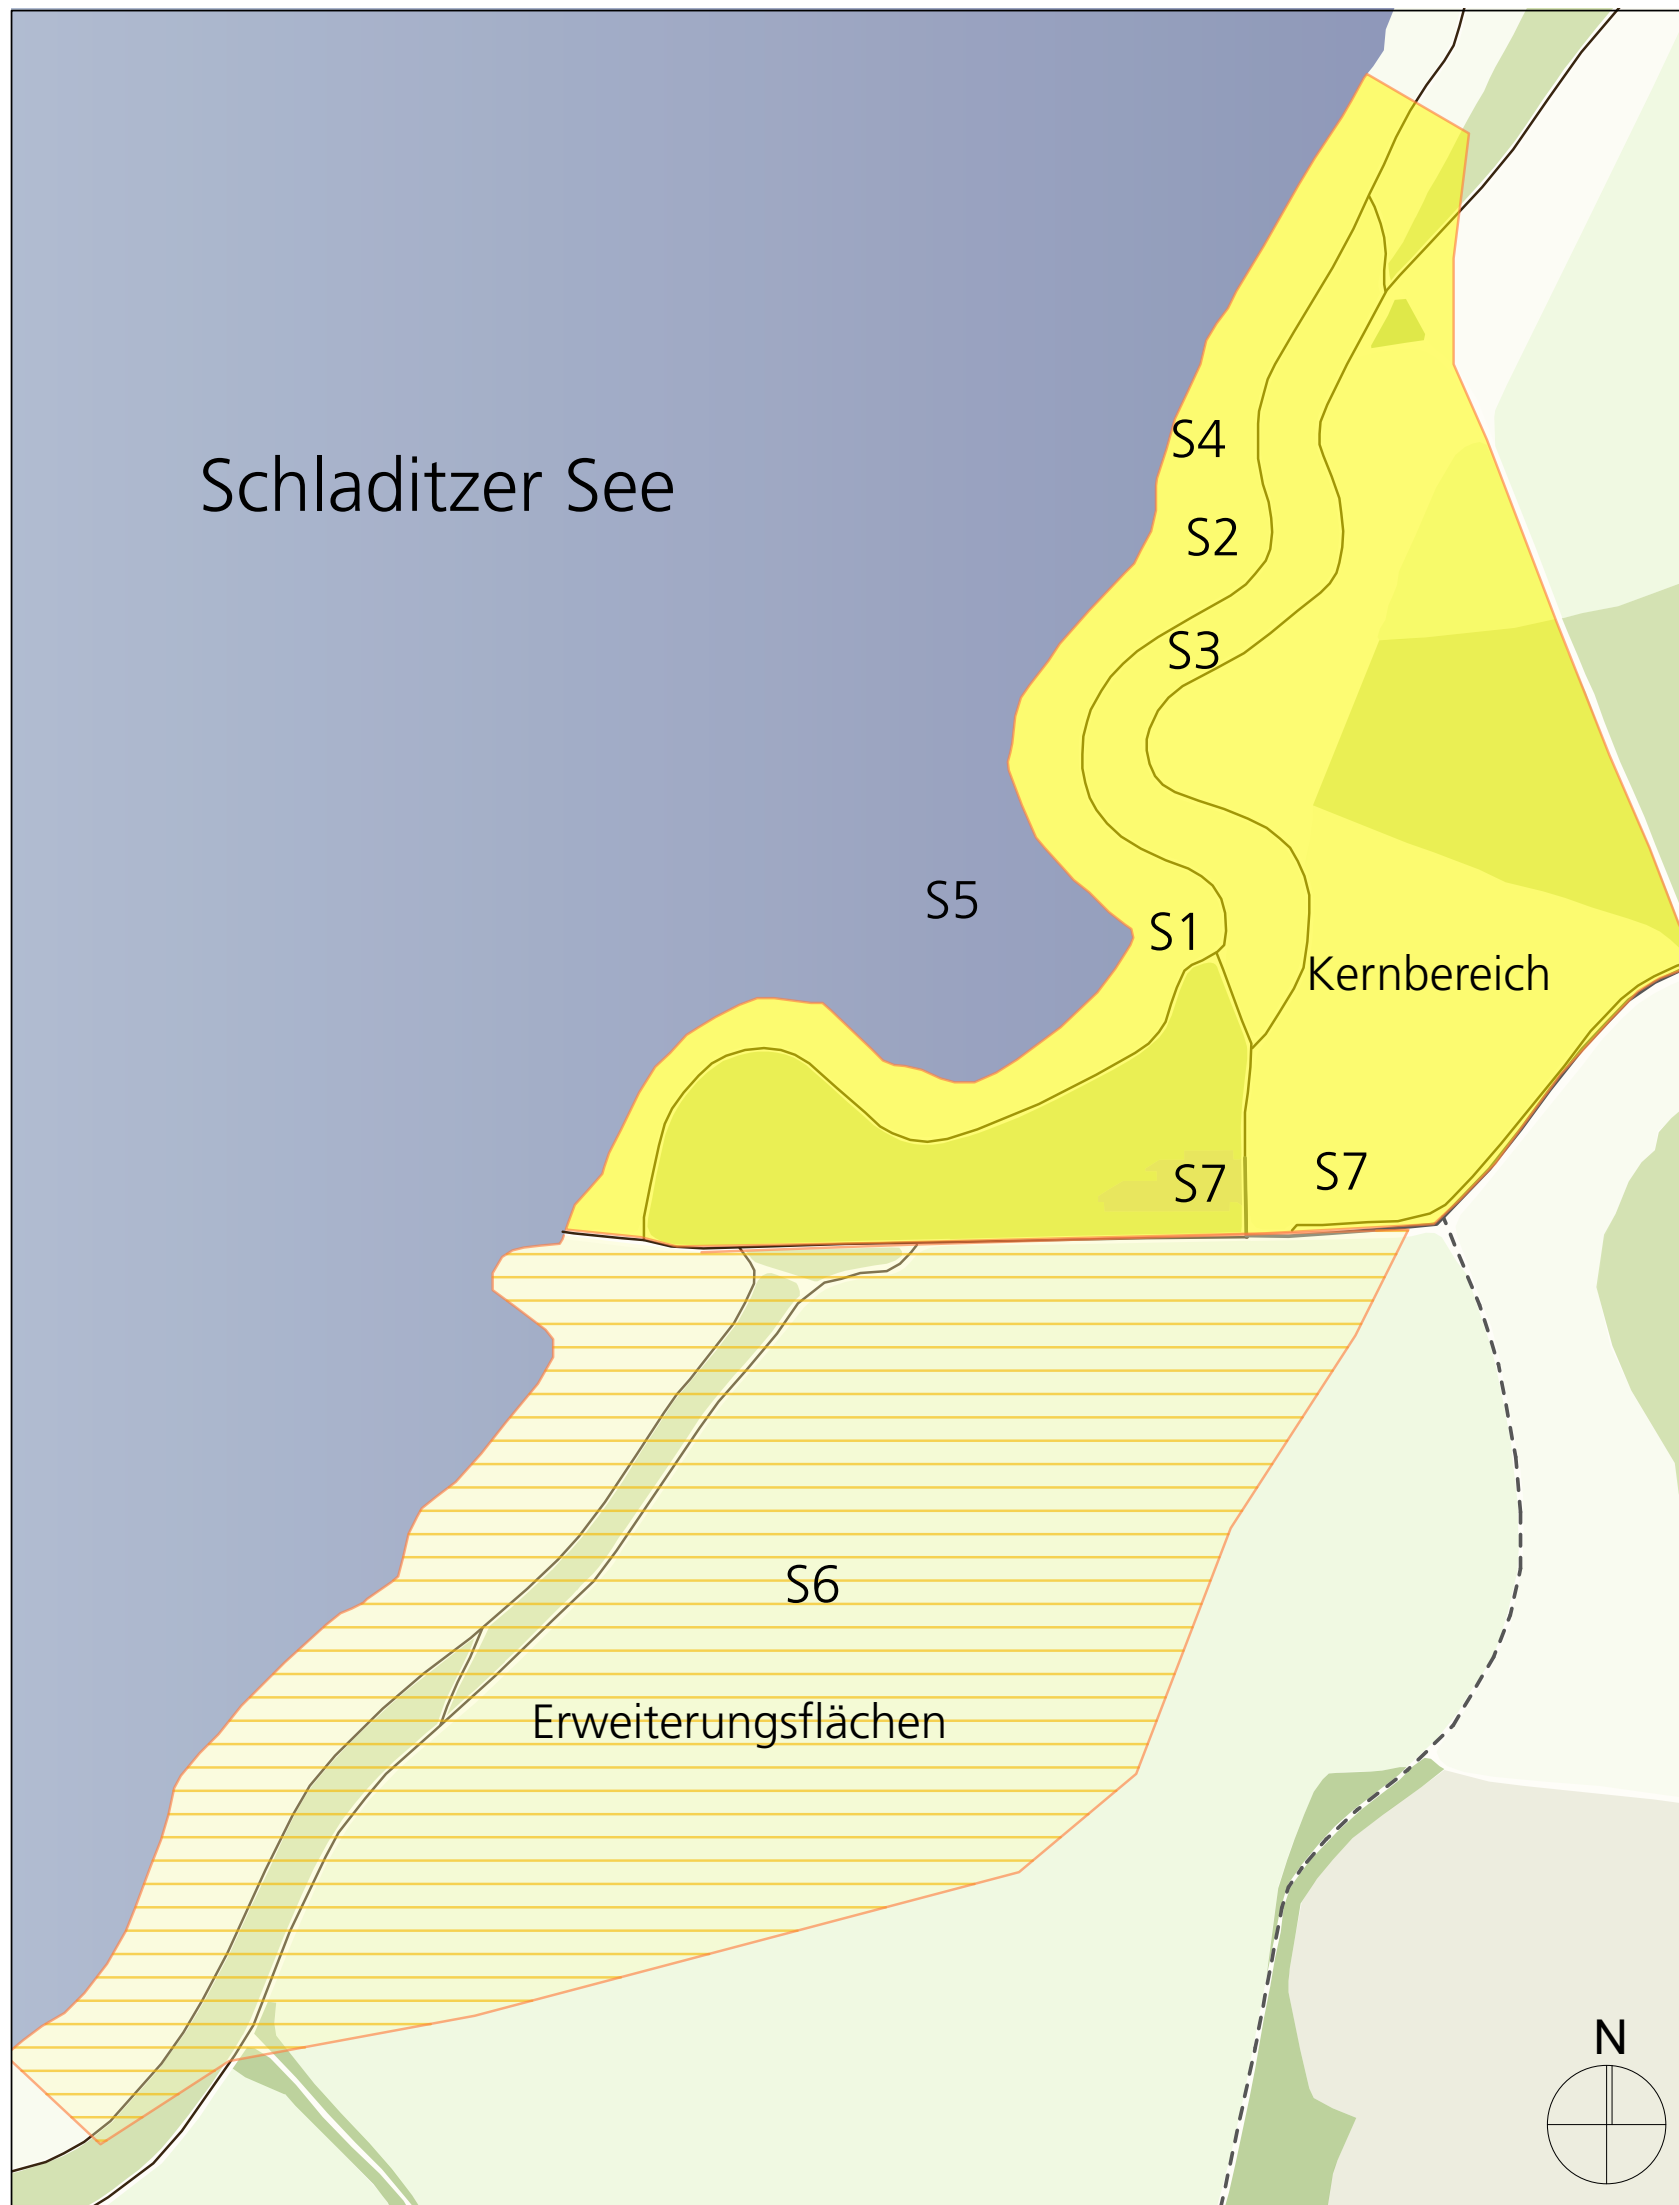 S4
Schladitzer See
S2
S3
S5
S1
Kernbereich
S7
S7
S6
Erweiterungsflächen
N